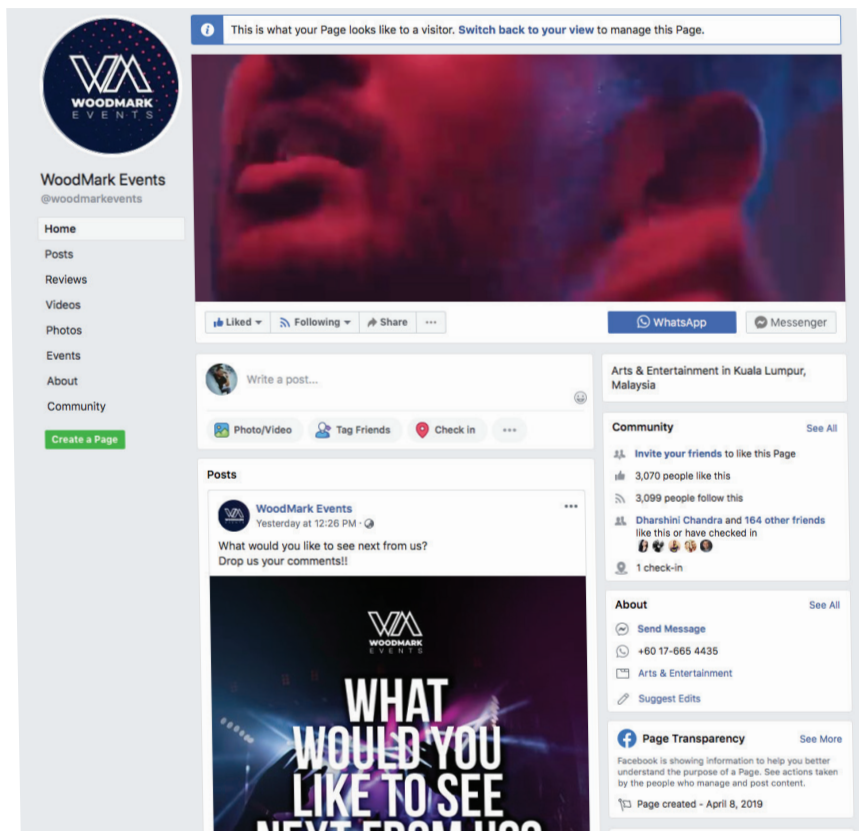 This is what your Page looks like to a visitor. Switch back to your view to manage this Page.
WM
WOODMARK
EVENTS
WoodMark Events
@woodmarkevents
Home
Posts
Reviews
Videos
Photos
Events
About
Community
Create a Page
Liked
Following
Share
WhatsApp
Messenger
Write a post...
Photo/Video
Tag Friends
Check in
Posts
WoodMark Events
Yesterday at 12:26 PM ·
What would you like to see next from us?
Drop us your comments!!
WM
WOODMARK
EVENTS
WHAT
WOULD YOU
LIKE TO SEE
NEXT FROM US?
Arts & Entertainment in Kuala Lumpur,
Malaysia
Community See All
Invite your friends to like this Page
3,070 people like this
3,099 people follow this
Dharshini Chandra and 164 other friends
like this or have checked in
1 check-in
About See All
Send Message
+60 17-665 4435
Arts & Entertainment
Suggest Edits
Page Transparency See More
Facebook is showing information to help you better
understand the purpose of a Page. See actions taken
by the people who manage and post content.
Page created - April 8, 2019